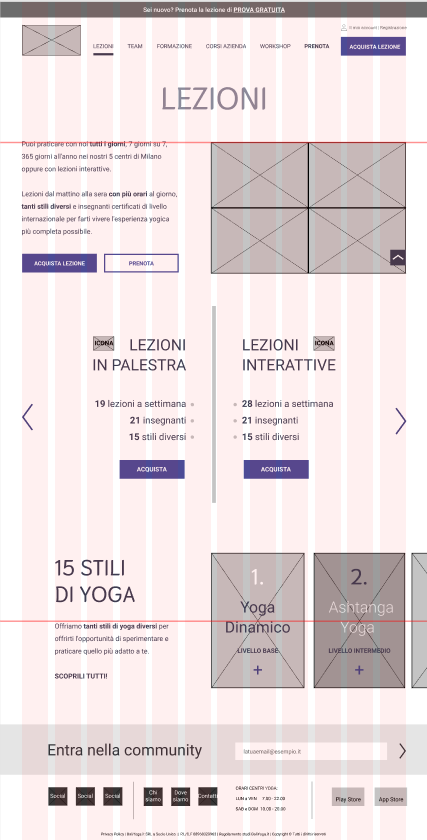 Sei nuovo? Prenota la lezione di PROVA GRATUITA
Il mio account | Registrazione
LEZIONI TEAM FORMAZIONE CORSI AZIENDA WORKSHOP PRENOTA ACQUISTA LEZIONE
LEZIONI
Puoi praticare con noi tutti i giorni, 7 giorni su 7,
365 giorni all'anno nei nostri 5 centri di Milano
oppure con lezioni interattive.
Lezioni dal mattino alla sera con più orari al giorno,
tanti stili diversi e insegnanti certificati di livello
internazionale per farti vivere l'esperienza yogica
più completa possibile.
ACQUISTA LEZIONE PRENOTA
ICONA LEZIONI
IN PALESTRA
19 lezioni a settimana
21 insegnanti
15 stili diversi
ACQUISTA
LEZIONI ICONA
INTERATTIVE
28 lezioni a settimana
21 insegnanti
15 stili diversi
ACQUISTA
15 STILI
DI YOGA
Offriamo tanti stili di yoga diversi per
offrirti l'opportunità di sperimentare e
praticare quello più adatto a te.
SCOPRILI TUTTI!
1.
Yoga
Dinamico
LIVELLO BASE
+
2.
Ashtanga
Yoga
LIVELLO INTERMEDIO
+
Entra nella community
latuaemail@esempio.it
Social Social Social
Chi
siamo
Dove
siamo
Contatti
ORARI CENTRI YOGA:
LUN a VEN 7.00 - 22.00
SAB e DOM 10.00 - 20.00
Play Store App Store